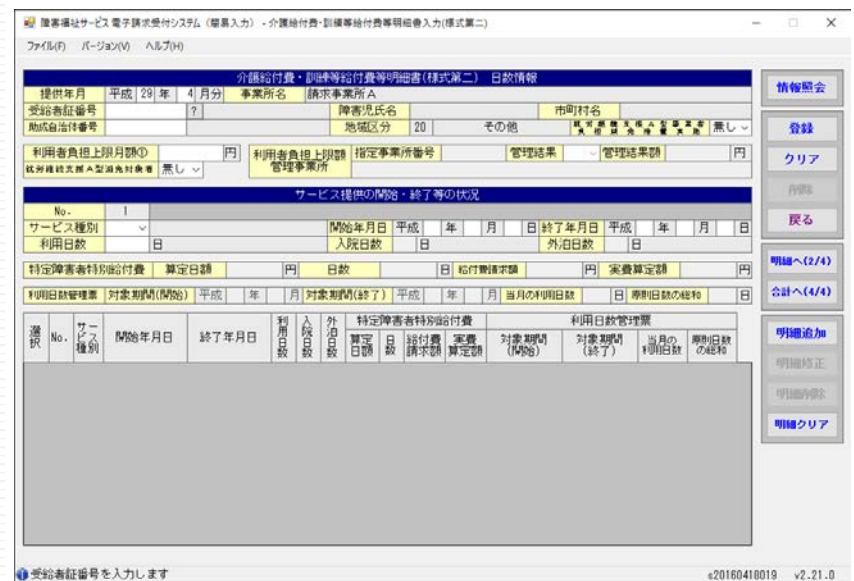 障害福祉サービス 電子請求受付システム（簡易入力）- 介護給付費・訓練等給付費等明細書入力(様式第二)
ファイル(F) バージョン(V) ヘルプ(H)
介護給付費・訓練等給付費等明細書(様式第二) 日数情報
提供年月 平成 29 年 4 月分 事業所名 請求事業所A
受給者証番号 ? 障害児氏名 市町村名
助成自治体番号 地域区分 20 その他 無し
利用者負担上限月額① 円 利用者負担上限額管理事業所 指定事業所番号 管理結果 管理結果額 円
就労継続支援A型減免対象者 無し
サービス提供の開始・終了等の状況
No. 1
サービス種別 開始年月日 平成 年 月 日 終了年月日 平成 年 月 日
利用日数 日 入院日数 日 外泊日数 日
特定障害者特別給付費 算定日額 円 日数 日 給付費請求額 円 実費算定額 円
利用日数管理票 対象期間(開始) 平成 年 月 対象期間(終了) 平成 年 月 当月の利用日数 日 原則日数の総和 日
選択 No. サービス種別 開始年月日 終了年月日 利用日数 入院日数 外泊日数 特定障害者特別給付費 利用日数管理票
算定日額 日数 給付費請求額 実費算定額 対象期間(開始) 対象期間(終了) 当月の利用日数 原則日数の総和
情報照会
登録
クリア
削除
戻る
明細へ(2/4)
合計へ(4/4)
明細追加
明細修正
明細削除
明細クリア
受給者証番号を入力します s20160410019 v2.21.0